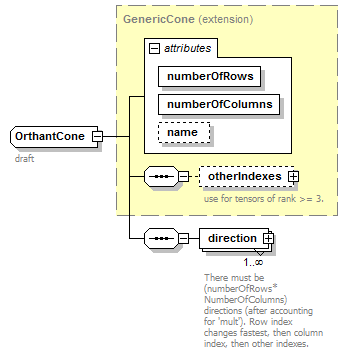 GenericCone (extension)
attributes
numberOfRows
numberOfColumns
name
OrthantCone
draft
otherIndexes
use for tensors of rank >= 3.
direction
1..∞
There must be
(numberOfRows*
NumberOfColumns)
directions (after accounting
for 'mult'). Row index
changes fastest, then column
index, then other indexes.